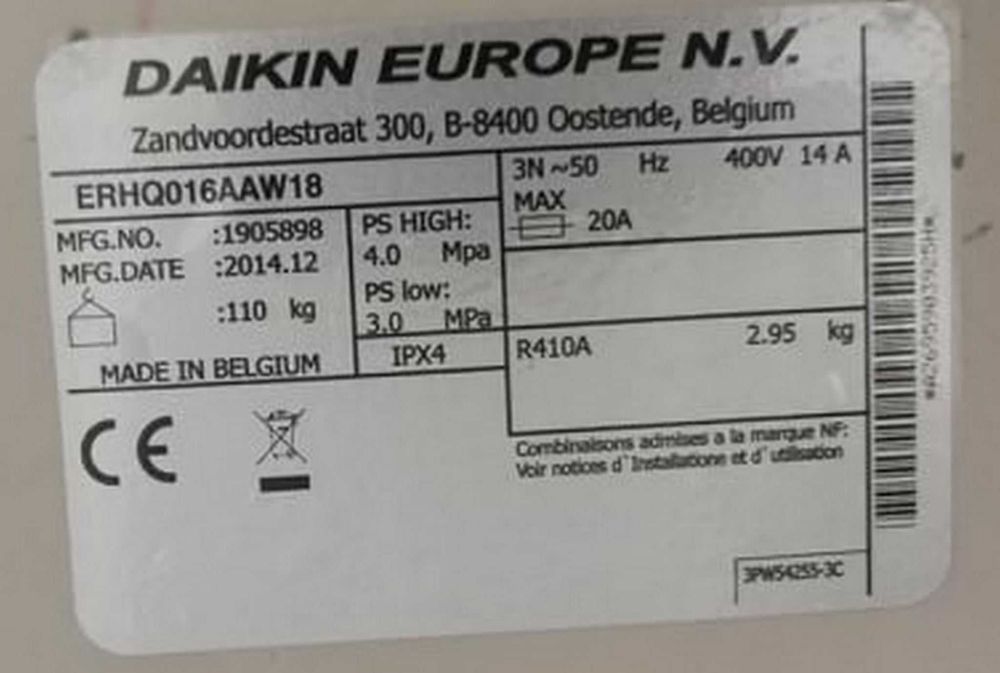 DAIKIN EUROPE N.V.
Zandvoordestraat 300, B-8400 Oostende, Belgium
ERHQ016AAW18
MFG.NO. :1905898
MFG.DATE :2014.12
:110 kg
MADE IN BELGIUM
PS HIGH:
4.0 Mpa
PS low:
3.0 MPa
IPX4
3N ~50 Hz 400V 14 A
MAX
20A
R410A 2.95 kg
CE
Combinaisons admises a la marque NF:
Voir notices d`Installatione et d` utilisation
3PW54255-3C